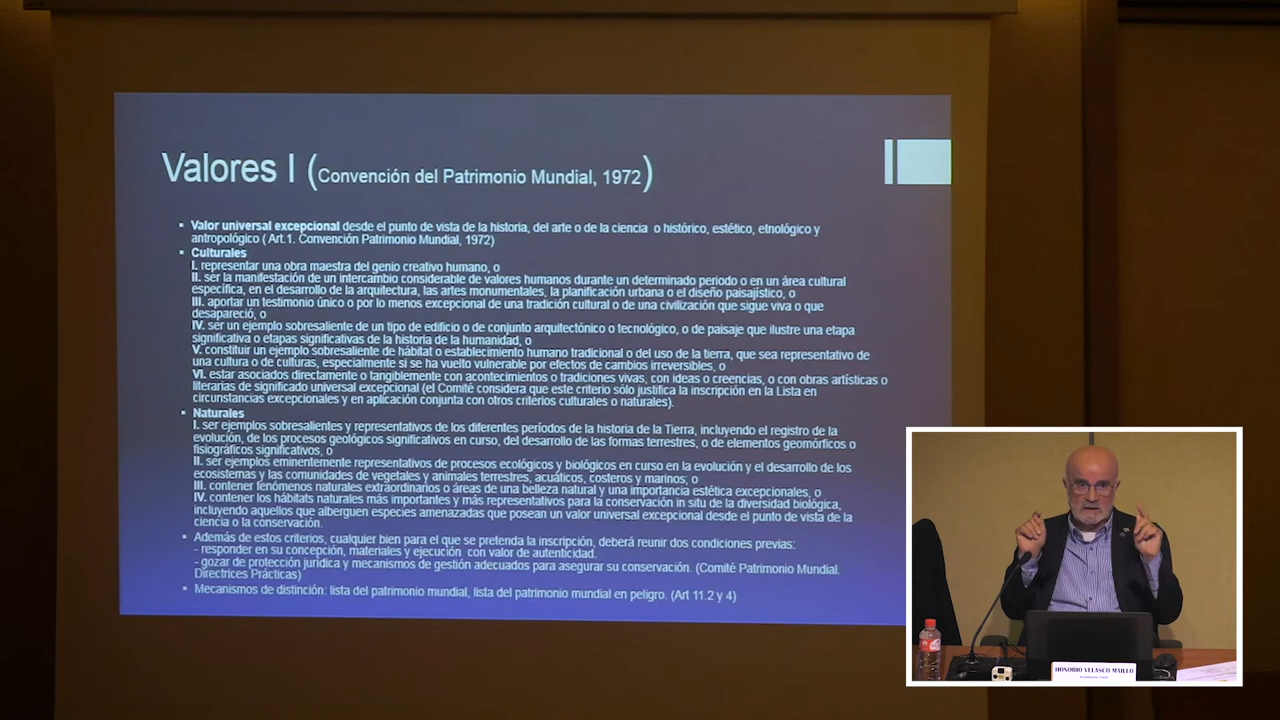 Valores I (Convención del Patrimonio Mundial, 1972)
▪ Valor universal excepcional desde el punto de vista de la historia, del arte o de la ciencia o histórico, estético, etnológico y
antropológico ( Art.1. Convención Patrimonio Mundial, 1972)
▪ Culturales
I. representar una obra maestra del genio creativo humano, o
II. ser la manifestación de un intercambio considerable de valores humanos durante un determinado periodo o en un área cultural
específica, en el desarrollo de la arquitectura, las artes monumentales, la planificación urbana o el diseño paisajístico, o
III. aportar un testimonio único o por lo menos excepcional de una tradición cultural o de una civilización que sigue viva o que
desapareció, o
IV. ser un ejemplo sobresaliente de un tipo de edificio o de conjunto arquitectónico o tecnológico, o de paisaje que ilustre una etapa
significativa o etapas significativas de la historia de la humanidad, o
V. constituir un ejemplo sobresaliente de hábitat o establecimiento humano tradicional o del uso de la tierra, que sea representativo de
una cultura o de culturas, especialmente si se ha vuelto vulnerable por efectos de cambios irreversibles, o
VI. estar asociados directamente o tangiblemente con acontecimientos o tradiciones vivas, con ideas o creencias, o con obras artísticas o
literarias de significado universal excepcional (el Comité considera que este criterio sólo justifica la inscripción en la Lista en
circunstancias excepcionales y en aplicación conjunta con otros criterios culturales o naturales).
▪ Naturales
I. ser ejemplos sobresalientes y representativos de los diferentes períodos de la historia de la Tierra, incluyendo el registro de la
evolución, de los procesos geológicos significativos en curso, del desarrollo de las formas terrestres, o de elementos geomórficos o
fisiográficos significativos, o
II. ser ejemplos eminentemente representativos de procesos ecológicos y biológicos en curso en la evolución y el desarrollo de los
ecosistemas y las comunidades de vegetales y animales terrestres, acuáticos, costeros y marinos, o
III. contener fenómenos naturales extraordinarios o áreas de una belleza natural y una importancia estética excepcionales, o
IV. contener los hábitats naturales más importantes y más representativos para la conservación in situ de la diversidad biológica,
incluyendo aquellos que alberguen especies amenazadas que posean un valor universal excepcional desde el punto de vista de la
ciencia o la conservación.
▪ Además de estos criterios, cualquier bien para el que se pretenda la inscripción, deberá reunir dos condiciones previas:
- responder en su concepción, materiales y ejecución con valor de autenticidad.
- gozar de protección jurídica y mecanismos de gestión adecuados para asegurar su conservación. (Comité Patrimonio Mundial.
Directrices Prácticas)
▪ Mecanismos de distinción: lista del patrimonio mundial, lista del patrimonio mundial en peligro. (Art 11.2 y 4)
HONORIO VELASCO MAILLO